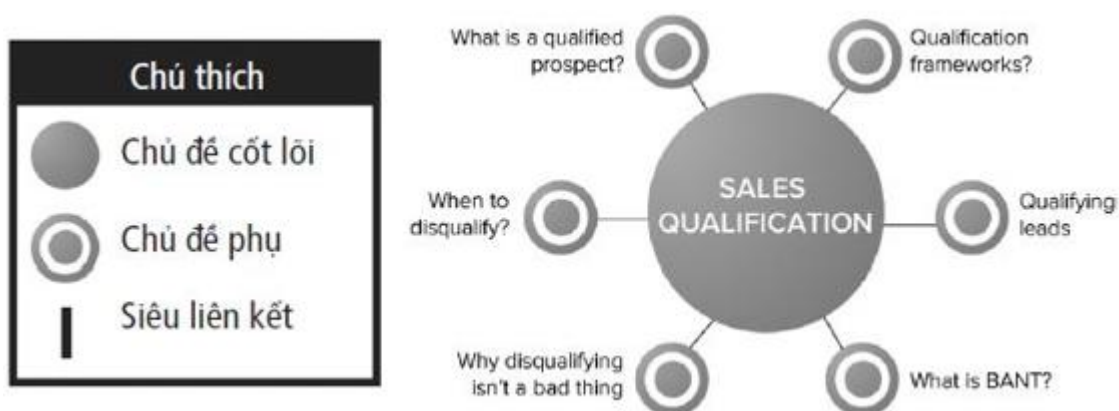 Chú thích
Chủ đề cốt lõi
Chủ đề phụ
Siêu liên kết
What is a qualified
prospect?
Qualification
frameworks?
When to
disqualify?
SALES
QUALIFICATION
Qualifying
leads
Why disqualifying
isn't a bad thing
What is BANT?